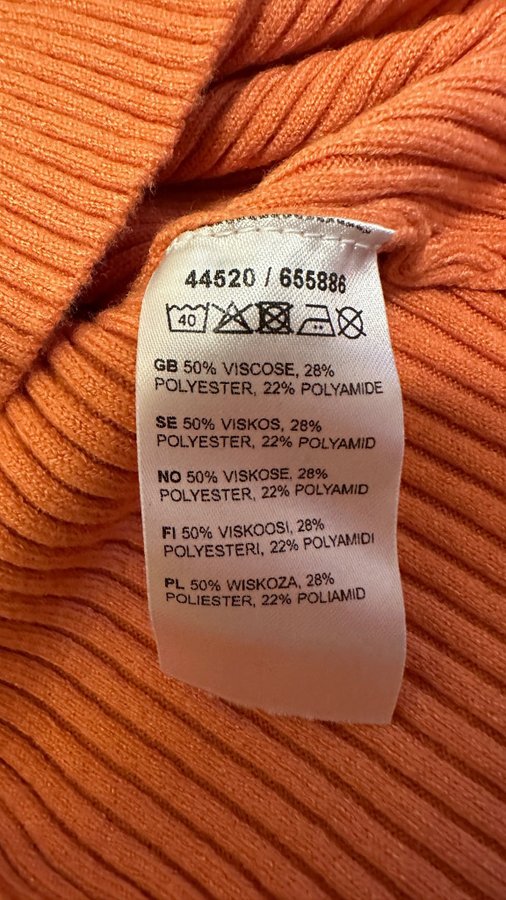 44520 / 655886
40
GB 50% VISCOSE, 28%
POLYESTER, 22% POLYAMIDE
SE 50% VISKOS, 28%
POLYESTER, 22% POLYAMID
NO 50% VISKOSE, 28%
POLYESTER, 22% POLYAMID
FI 50% VISKOOSI, 28%
POLYESTERI, 22% POLYAMIDI
PL 50% WISKOZA, 28%
POLIESTER, 22% POLIAMID